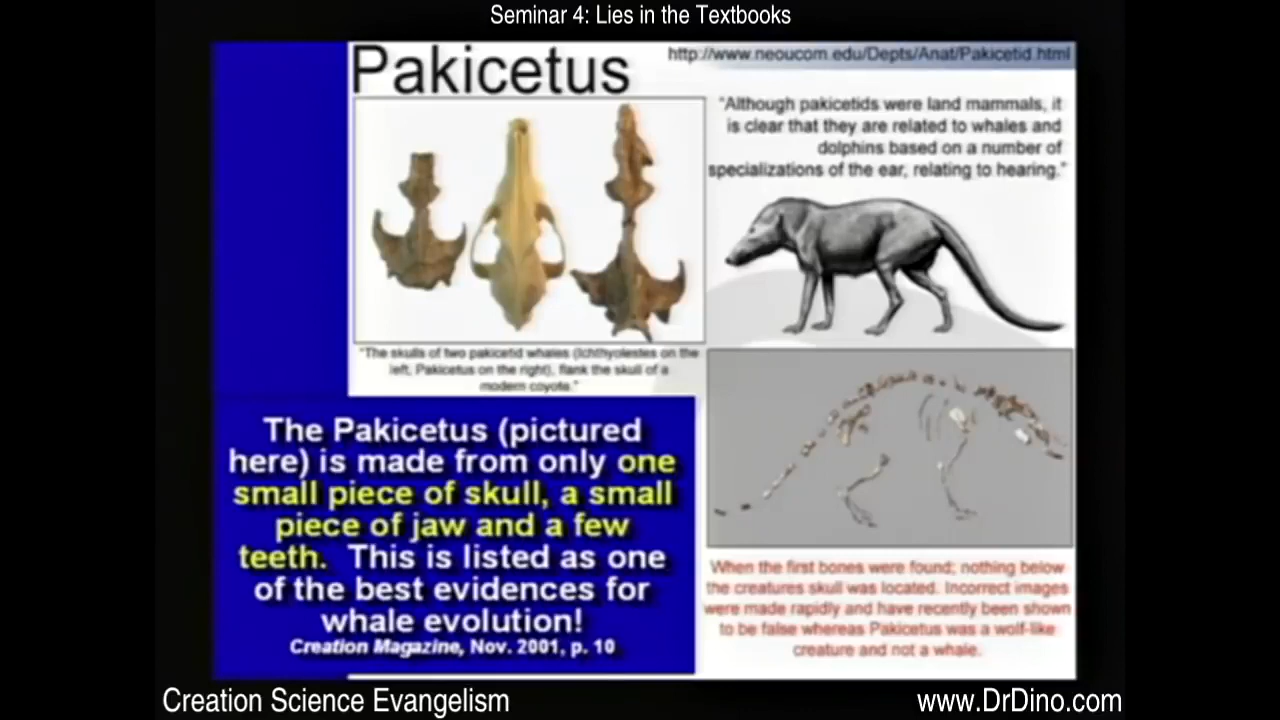 Seminar 4: Lies in the Textbooks
Pakicetus
http://www.neoucom.edu/Depts/Anat/Pakicetid.html
"Although pakicetids were land mammals, it
is clear that they are related to whales and
dolphins based on a number of
specializations of the ear, relating to hearing."
"The skulls of two pakicetid whales (Ichthyolestes on the
left, Pakicetus on the right), flank the skull of a
modern coyote."
The Pakicetus (pictured
here) is made from only one
small piece of skull, a small
piece of jaw and a few
teeth. This is listed as one
of the best evidences for
whale evolution!
Creation Magazine, Nov. 2001, p. 10
When the first bones were found; nothing below
the creatures skull was located. Incorrect images
were made rapidly and have recently been shown
to be false whereas Pakicetus was a wolf-like
creature and not a whale.
Creation Science Evangelism
www.DrDino.com